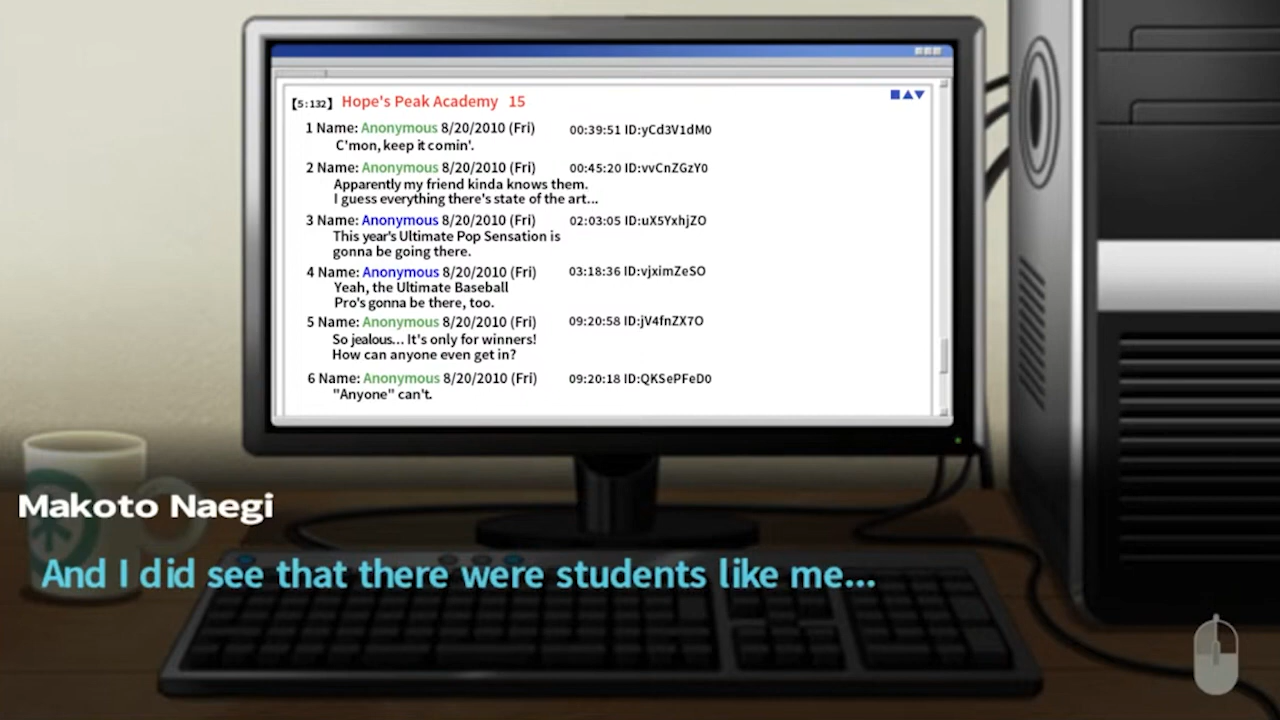 【5:132】 Hope's Peak Academy 15 ■▲▼
1 Name: Anonymous 8/20/2010 (Fri) 00:39:51 ID:yCd3V1dM0
C'mon, keep it comin'.
2 Name: Anonymous 8/20/2010 (Fri) 00:45:20 ID:vvCnZGzY0
Apparently my friend kinda knows them.
I guess everything there's state of the art...
3 Name: Anonymous 8/20/2010 (Fri) 02:03:05 ID:uX5YxhjZO
This year's Ultimate Pop Sensation is
gonna be going there.
4 Name: Anonymous 8/20/2010 (Fri) 03:18:36 ID:vjximZeSO
Yeah, the Ultimate Baseball
Pro's gonna be there, too.
5 Name: Anonymous 8/20/2010 (Fri) 09:20:58 ID:jV4fnZX7O
So jealous... It's only for winners!
How can anyone even get in?
6 Name: Anonymous 8/20/2010 (Fri) 09:20:18 ID:QKSePFeD0
"Anyone" can't.
Makoto Naegi
And I did see that there were students like me...